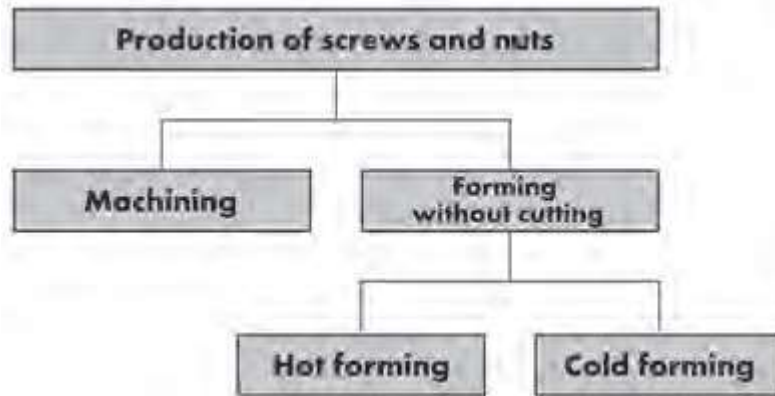 Production of screws and nuts
Machining
Forming
without cutting
Hot forming
Cold forming